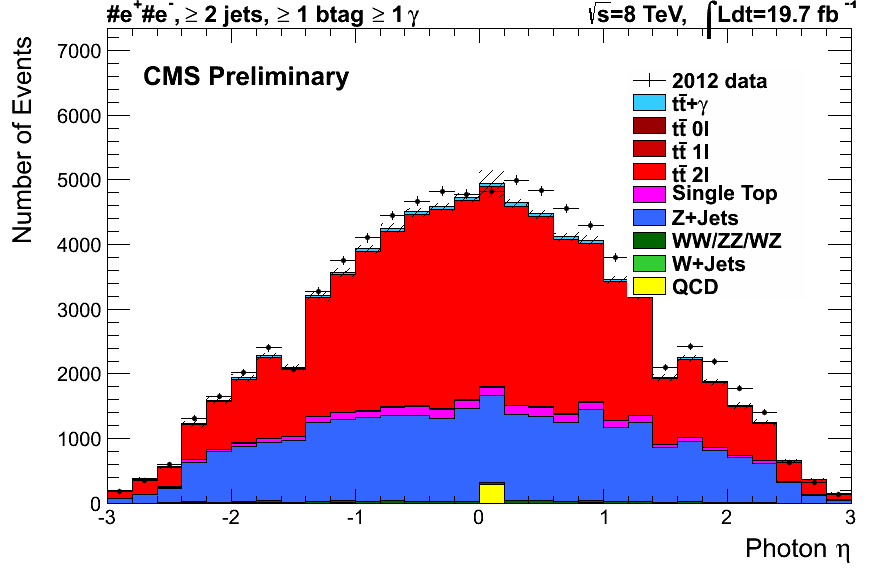 #e⁺#e⁻, ≥ 2 jets, ≥ 1 btag ≥ 1 γ
√s=8 TeV, ∫Ldt=19.7 fb⁻¹
Number of Events
7000
6000
5000
4000
3000
2000
1000
0
CMS Preliminary
2012 data
tt̄+γ
tt̄ 0l
tt̄ 1l
tt̄ 2l
Single Top
Z+Jets
WW/ZZ/WZ
W+Jets
QCD
-3 -2 -1 0 1 2 3
Photon η